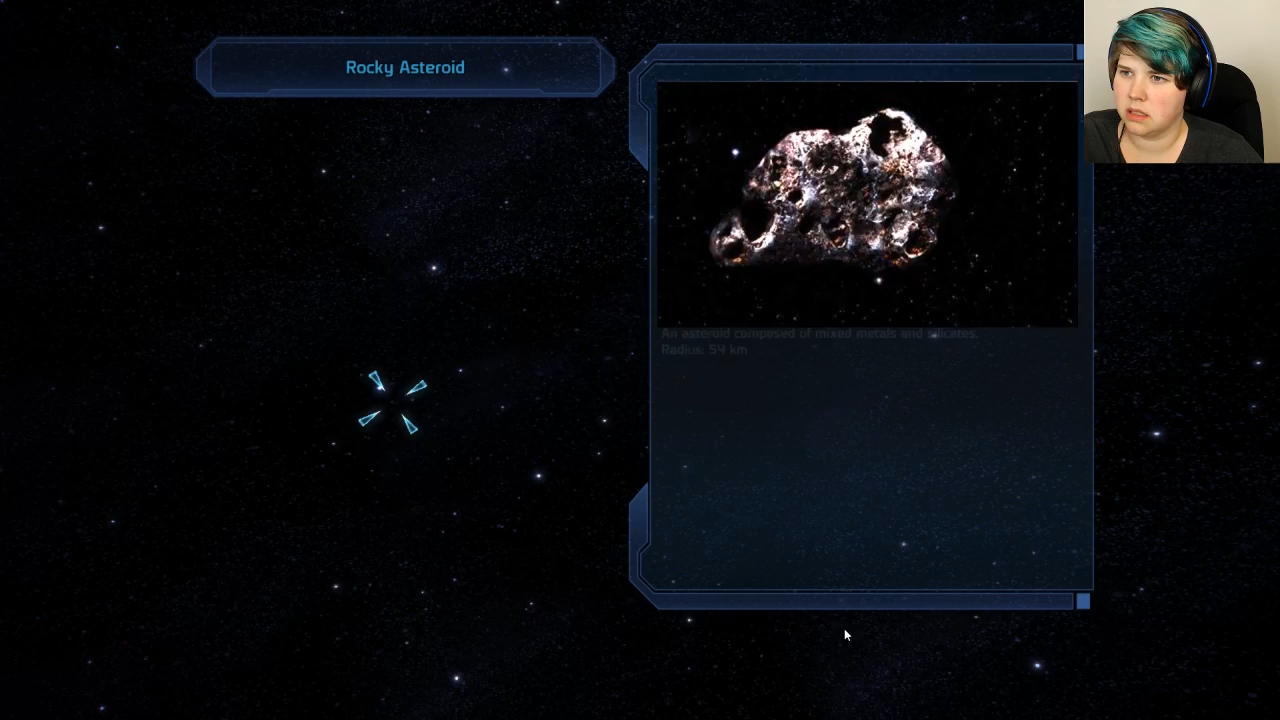 Rocky Asteroid
An asteroid composed of mixed metals and silicates.
Radius: 54 km